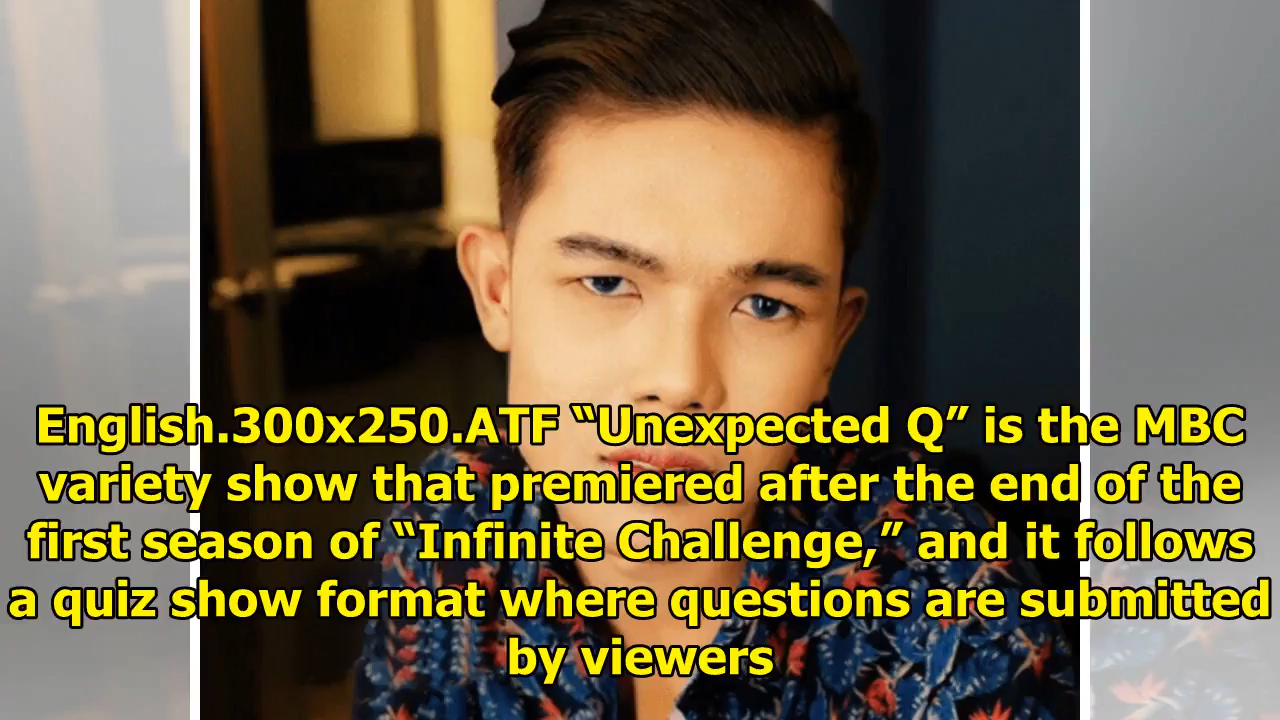 English.300x250.ATF “Unexpected Q” is the MBC
variety show that premiered after the end of the
first season of “Infinite Challenge,” and it follows
a quiz show format where questions are submitted
by viewers